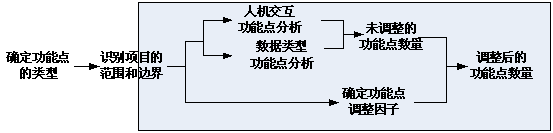 确定功能点
的类型
识别项目的
范围和边界
人机交互
功能点分析
数据类型
功能点分析
未调整的
功能点数量
确定功能点
调整因子
调整后的
功能点数量